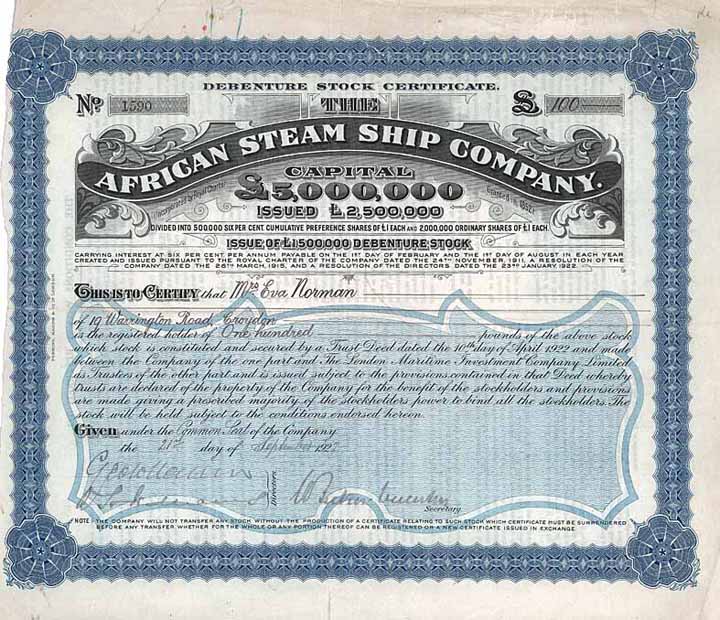 DEBENTURE STOCK CERTIFICATE.
No 1590 THE £ 100
AFRICAN STEAM SHIP COMPANY.
CAPITAL
£5,000,000
Incorporated by Royal Charter Granted in 1852.
ISSUED £2,500,000
DIVIDED INTO 500,000 SIX PER CENT CUMULATIVE PREFERENCE SHARES OF £1 EACH AND 2,000,000 ORDINARY SHARES OF £1 EACH.
ISSUE OF £1,500,000 DEBENTURE STOCK
CARRYING INTEREST AT SIX PER CENT PER ANNUM, PAYABLE ON THE 1ST DAY OF FEBRUARY AND THE 1ST DAY OF AUGUST IN EACH YEAR
CREATED AND ISSUED PURSUANT TO THE ROYAL CHARTER OF THE COMPANY DATED THE 24TH NOVEMBER, 1911, A RESOLUTION OF THE
COMPANY DATED THE 26TH MARCH, 1915, AND A RESOLUTION OF THE DIRECTORS DATED THE 23RD JANUARY, 1922.
This is to Certify that Mrs Eva Norman
of 19 Warrington Road, Croydon
is the registered holder of One hundred pounds of the above stock
which stock is constituted and secured by a Trust Deed dated the 10th day of April 1922 and made
between the Company of the one part and The London Maritime Investment Company Limited
as Trustees of the other part and is issued subject to the provisions contained in that Deed whereby
trusts are declared of the property of the Company for the benefit of the stockholders and provisions
are made giving a prescribed majority of the stockholders power to bind all the stockholders. The
stock will be held subject to the conditions endorsed hereon.
Given under the Common Seal of the Company
the 21st day of September 192
Directors.
Secretary.
NOTE - THE COMPANY WILL NOT TRANSFER ANY STOCK WITHOUT THE PRODUCTION OF A CERTIFICATE RELATING TO SUCH STOCK WHICH CERTIFICATE MUST BE SURRENDERED
BEFORE ANY TRANSFER WHETHER FOR THE WHOLE OR ANY PORTION THEREOF CAN BE REGISTERED OR A NEW CERTIFICATE ISSUED IN EXCHANGE.